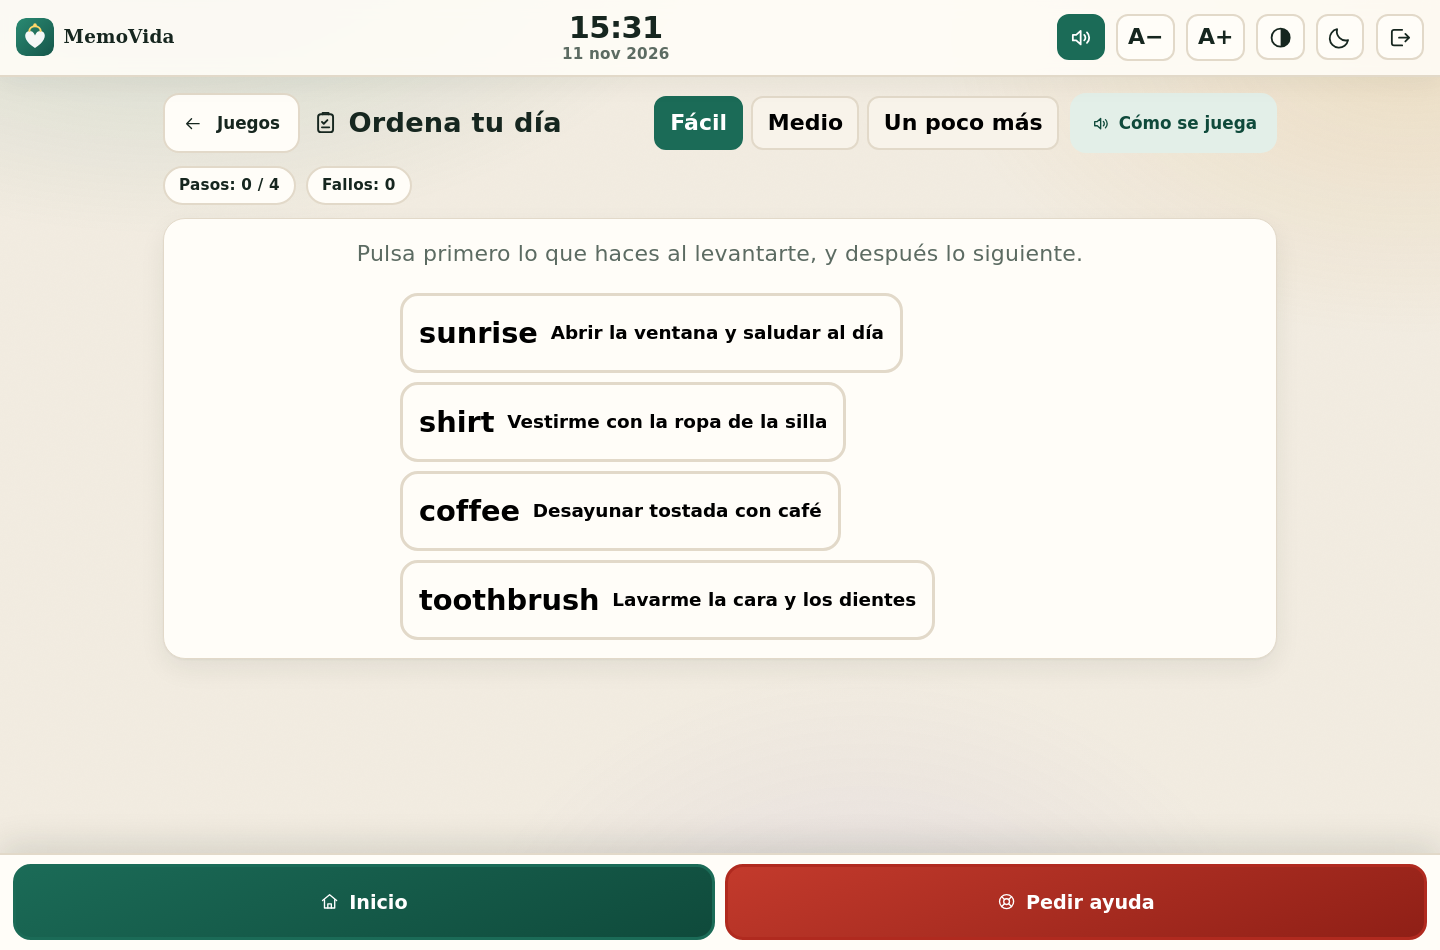 MemoVida
15:31
11 nov 2026
A−
A+
Juegos
Ordena tu día
Fácil
Medio
Un poco más
Cómo se juega
Pasos: 0 / 4
Fallos: 0
Pulsa primero lo que haces al levantarte, y después lo siguiente.
sunrise Abrir la ventana y saludar al día
shirt Vestirme con la ropa de la silla
coffee Desayunar tostada con café
toothbrush Lavarme la cara y los dientes
Inicio
Pedir ayuda